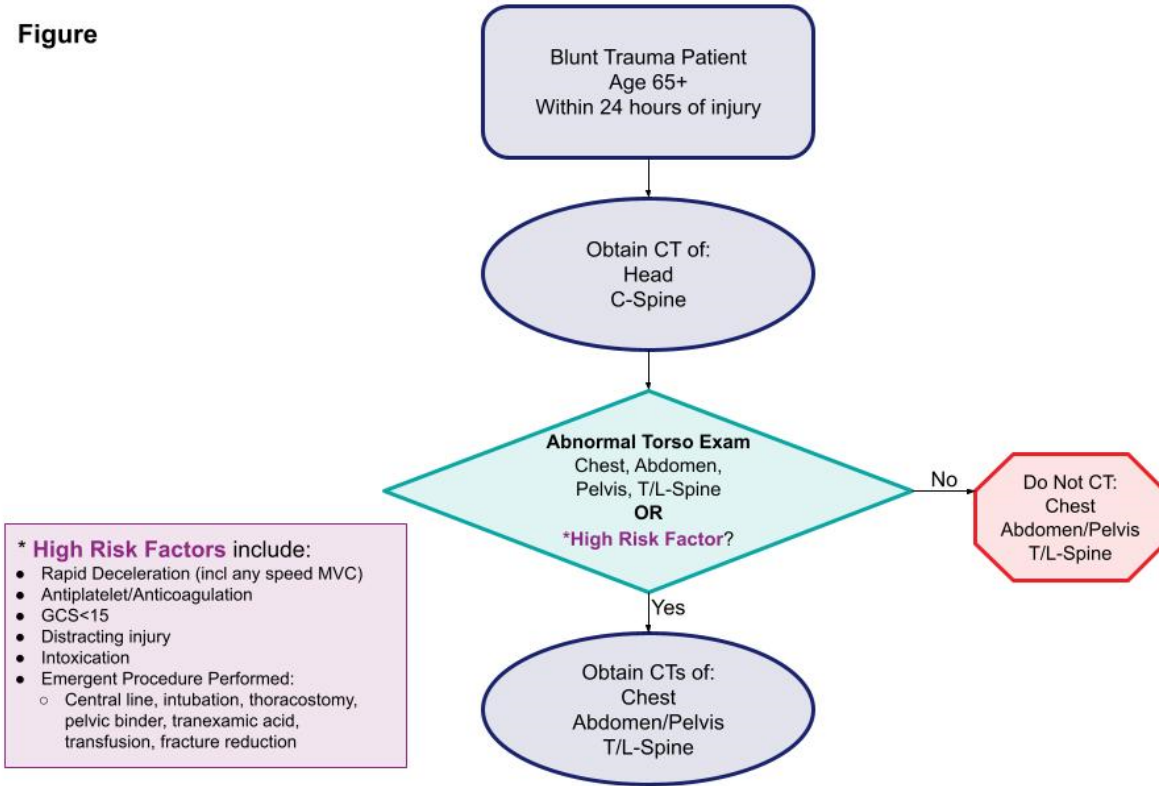 Figure
Blunt Trauma Patient
Age 65+
Within 24 hours of injury
Obtain CT of:
Head
C-Spine
Abnormal Torso Exam
Chest, Abdomen,
Pelvis, T/L-Spine
OR
*High Risk Factor?
No
Do Not CT:
Chest
Abdomen/Pelvis
T/L-Spine
Yes
Obtain CTs of:
Chest
Abdomen/Pelvis
T/L-Spine
* High Risk Factors include:
● Rapid Deceleration (incl any speed MVC)
● Antiplatelet/Anticoagulation
● GCS<15
● Distracting injury
● Intoxication
● Emergent Procedure Performed:
○ Central line, intubation, thoracostomy,
pelvic binder, tranexamic acid,
transfusion, fracture reduction